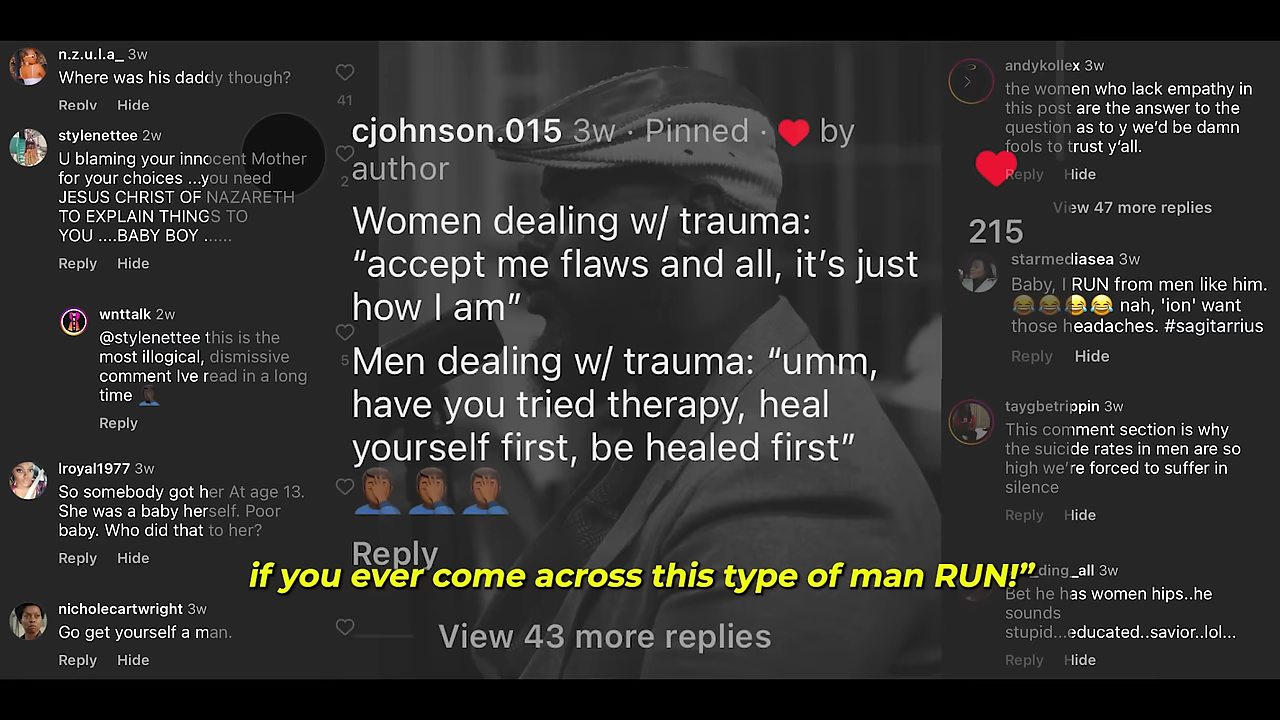 n.z.u.l.a_ 3w
Where was his daddy though?
Reply Hide
41
stylenettee 2w
U blaming your innocent Mother
for your choices ...you need
JESUS CHRIST OF NAZARETH
TO EXPLAIN THINGS TO
YOU ....BABY BOY ......
Reply Hide
2
wnttalk 2w
@stylenettee this is the
most illogical, dismissive
comment Ive read in a long
time 🤦🏾‍♂️
Reply
5
lroyal1977 3w
So somebody got her At age 13.
She was a baby herself. Poor
baby. Who did that to her?
Reply Hide
nicholecartwright 3w
Go get yourself a man.
Reply Hide
cjohnson.015 3w · Pinned · ❤️ by
author
Women dealing w/ trauma:
“accept me flaws and all, it’s just
how I am”
Men dealing w/ trauma: “umm,
have you tried therapy, heal
yourself first, be healed first”
🤦🏾‍♂️🤦🏾‍♂️🤦🏾‍♂️
Reply
if you ever come across this type of man RUN!”
View 43 more replies
andykollex 3w
the women who lack empathy in
this post are the answer to the
question as to y we’d be damn
fools to trust y’all.
Reply Hide
View 47 more replies
215
starmediasea 3w
Baby, I RUN from men like him.
😂😂😂😂 nah, 'ion' want
those headaches. #sagitarrius
Reply Hide
taygbetrippin 3w
This comment section is why
the suicide rates in men are so
high we’re forced to suffer in
silence
Reply Hide
_ding._all 3w
Bet he has women hips..he
sounds
stupid...educated..savior..lol...
Reply Hide